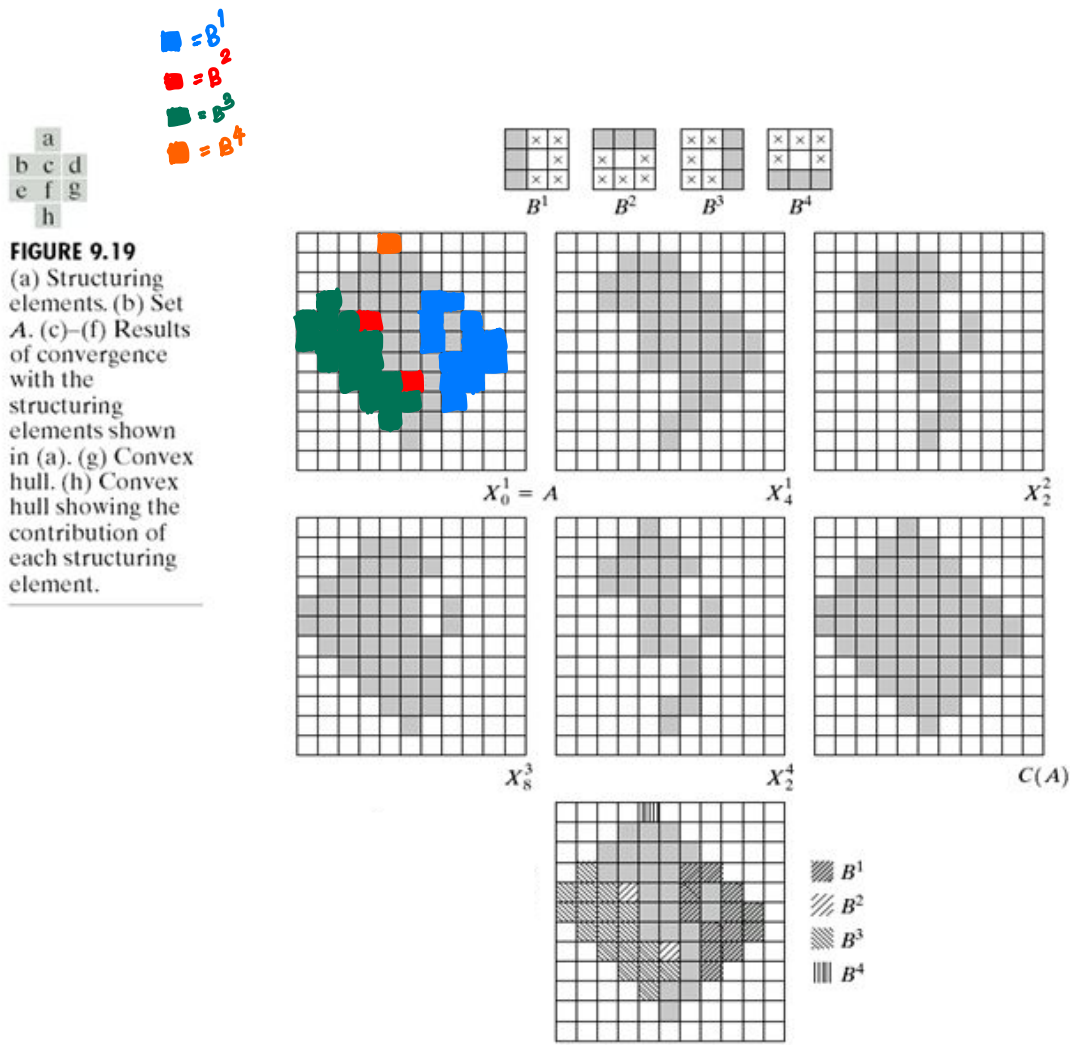 = B¹
= B²
= B³
= B⁴
a
b c d
e f g
h
FIGURE 9.19
(a) Structuring
elements. (b) Set
A. (c)–(f) Results
of convergence
with the
structuring
elements shown
in (a). (g) Convex
hull. (h) Convex
hull showing the
contribution of
each structuring
element.
× ×
×
× ×
× ×
× × ×
× ×
×
× ×
× × ×
× ×
B¹ B² B³ B⁴
X¹₀ = A X¹₄ X²₂
X³₈ X⁴₂ C(A)
B¹
B²
B³
B⁴